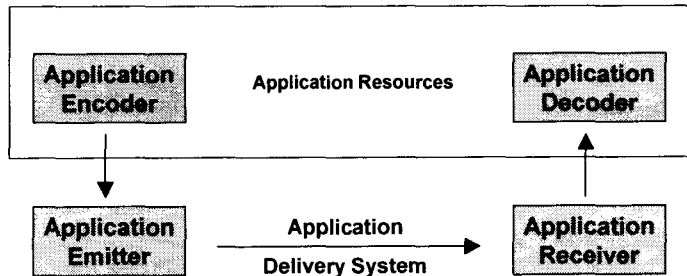 Application
Encoder
Application Resources
Application
Decoder
Application
Emitter
Application
Delivery System
Application
Receiver